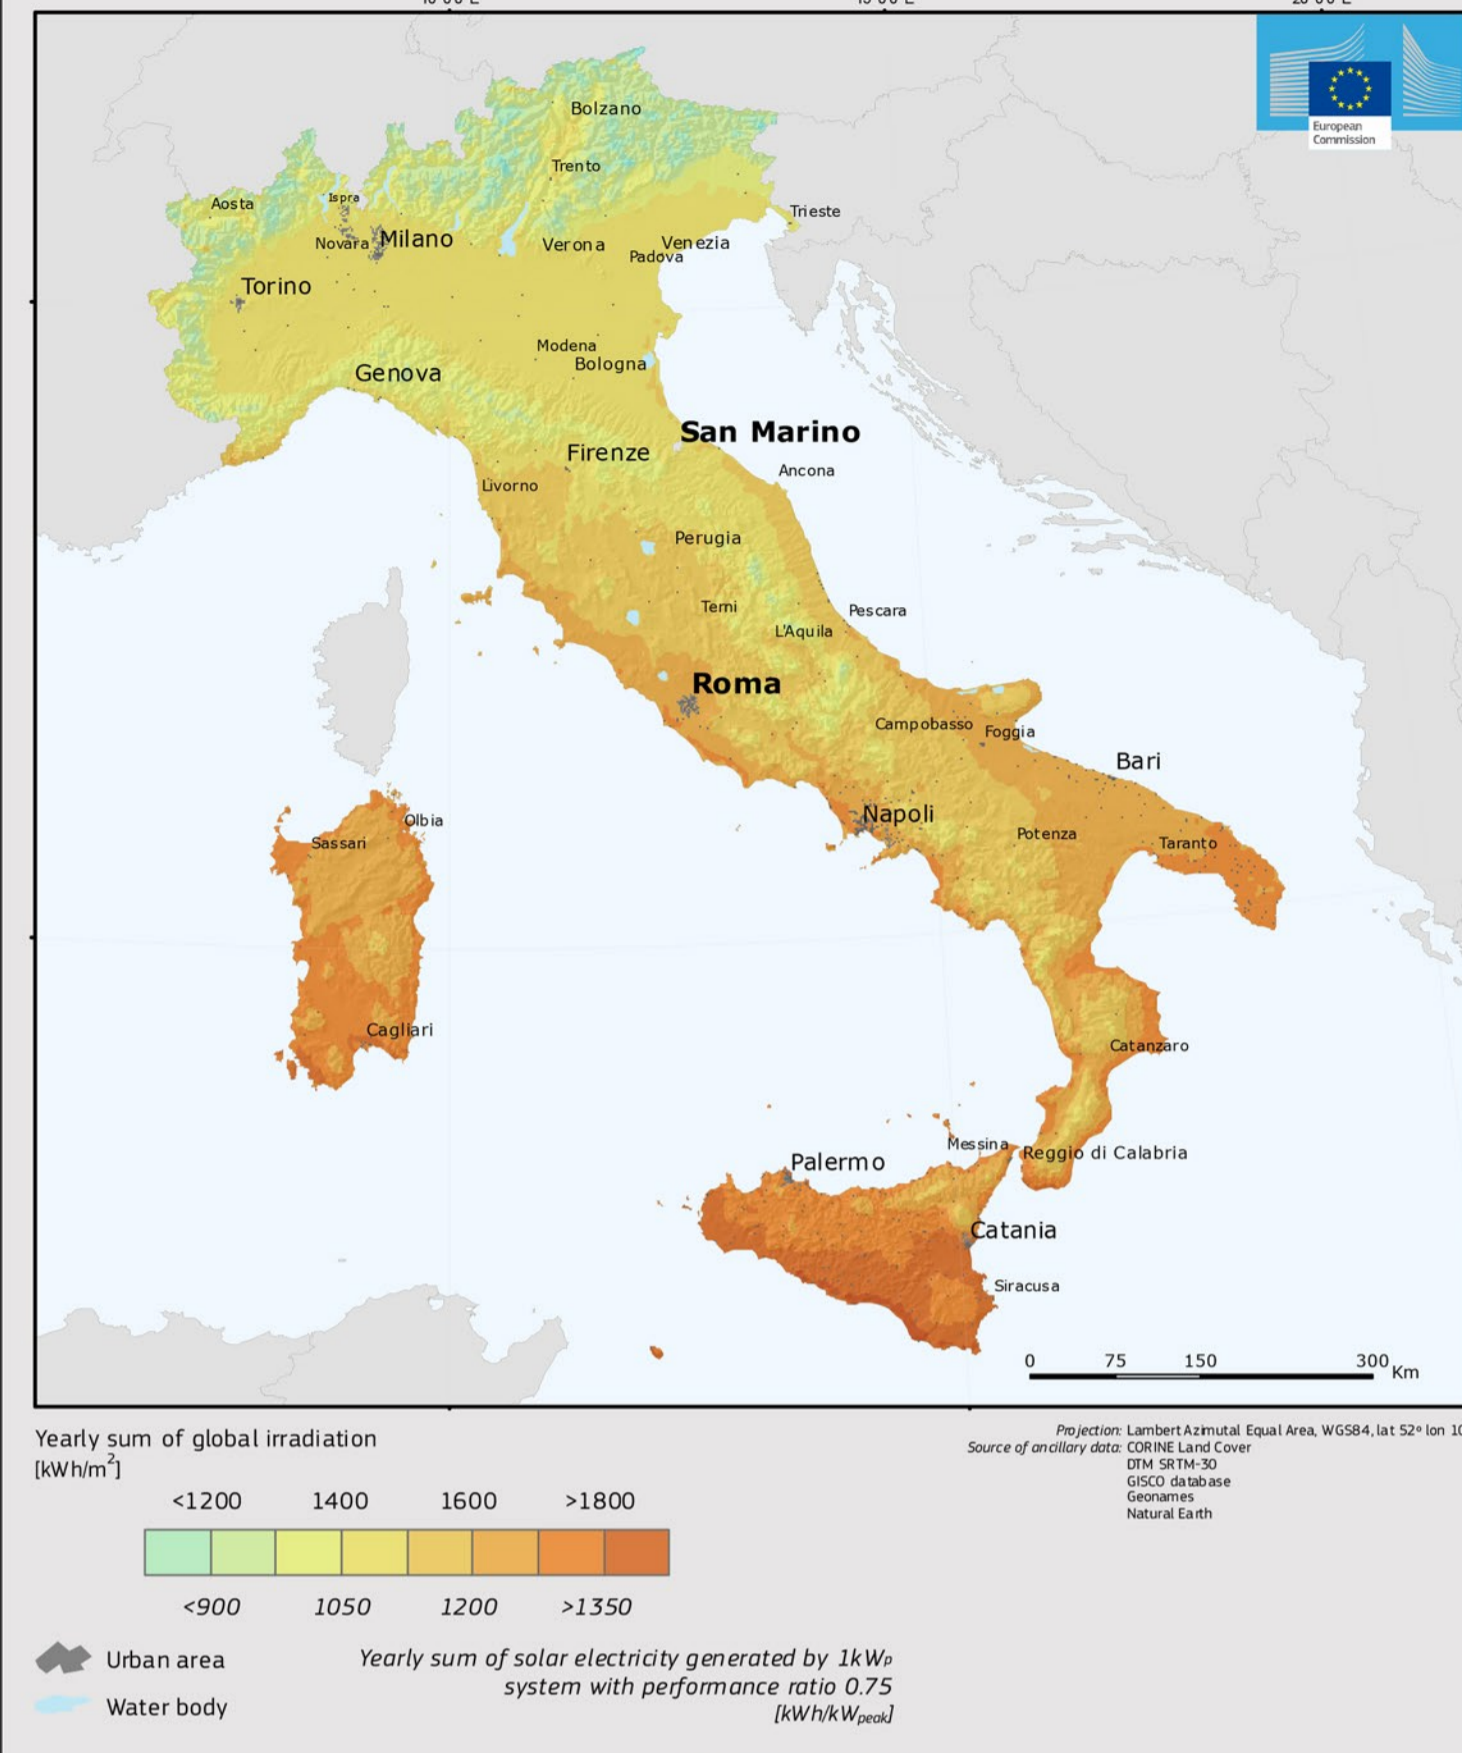 European
Commission
Bolzano
Trento
Aosta
Ispra
Trieste
Novara
Milano
Verona
Venezia
Padova
Torino
Modena
Bologna
Genova
San Marino
Firenze
Ancona
Livorno
Perugia
Terni
Pescara
L'Aquila
Roma
Campobasso
Foggia
Bari
Napoli
Olbia
Sassari
Potenza
Taranto
Cagliari
Catanzaro
Messina
Reggio di Calabria
Palermo
Catania
Siracusa
0 75 150 300 Km
Projection: Lambert Azimutal Equal Area, WGS84, lat 52º lon 10
Source of ancillary data: CORINE Land Cover
DTM SRTM-30
GISCO database
Geonames
Natural Earth
Yearly sum of global irradiation
[kWh/m²]
<1200 1400 1600 >1800
<900 1050 1200 >1350
Urban area
Water body
Yearly sum of solar electricity generated by 1kWp
system with performance ratio 0.75
[kWh/kWpeak]